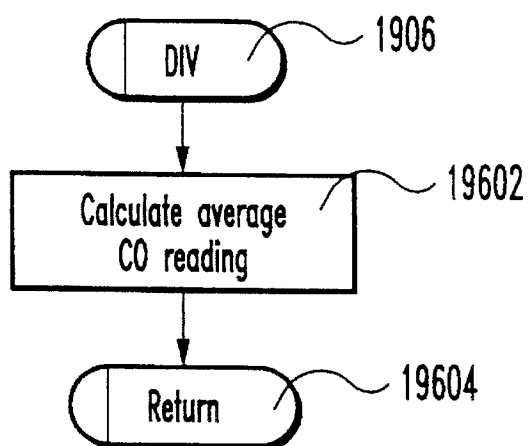 DIV
1906
Calculate average
CO reading
19602
Return
19604